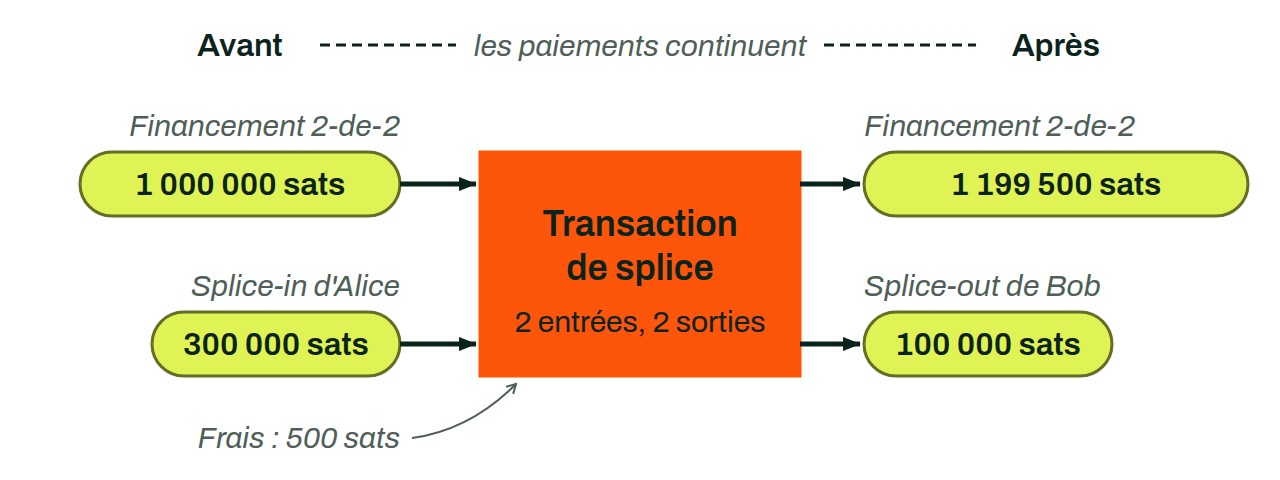 Avant
les paiements continuent
Après
Financement 2-de-2
Financement 2-de-2
1 000 000 sats
1 199 500 sats
Transaction
de splice
2 entrées, 2 sorties
Splice-in d'Alice
Splice-out de Bob
300 000 sats
100 000 sats
Frais : 500 sats